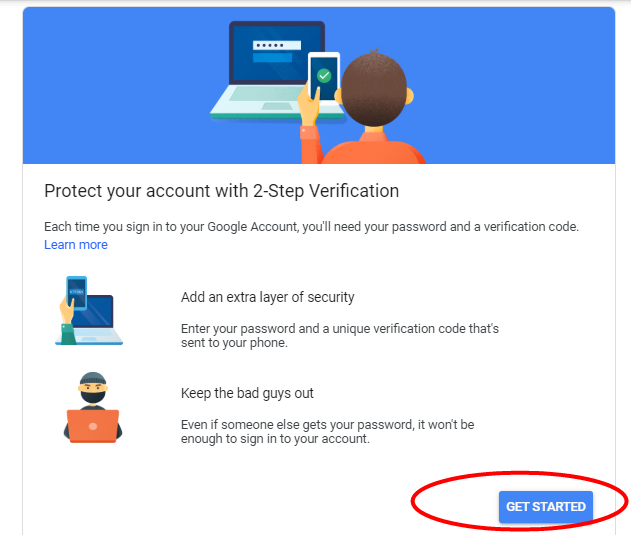 Protect your account with 2-Step Verification
Each time you sign in to your Google Account, you'll need your password and a verification code.
Learn more
Add an extra layer of security
Enter your password and a unique verification code that's
sent to your phone.
Keep the bad guys out
Even if someone else gets your password, it won't be
enough to sign in to your account.
GET STARTED